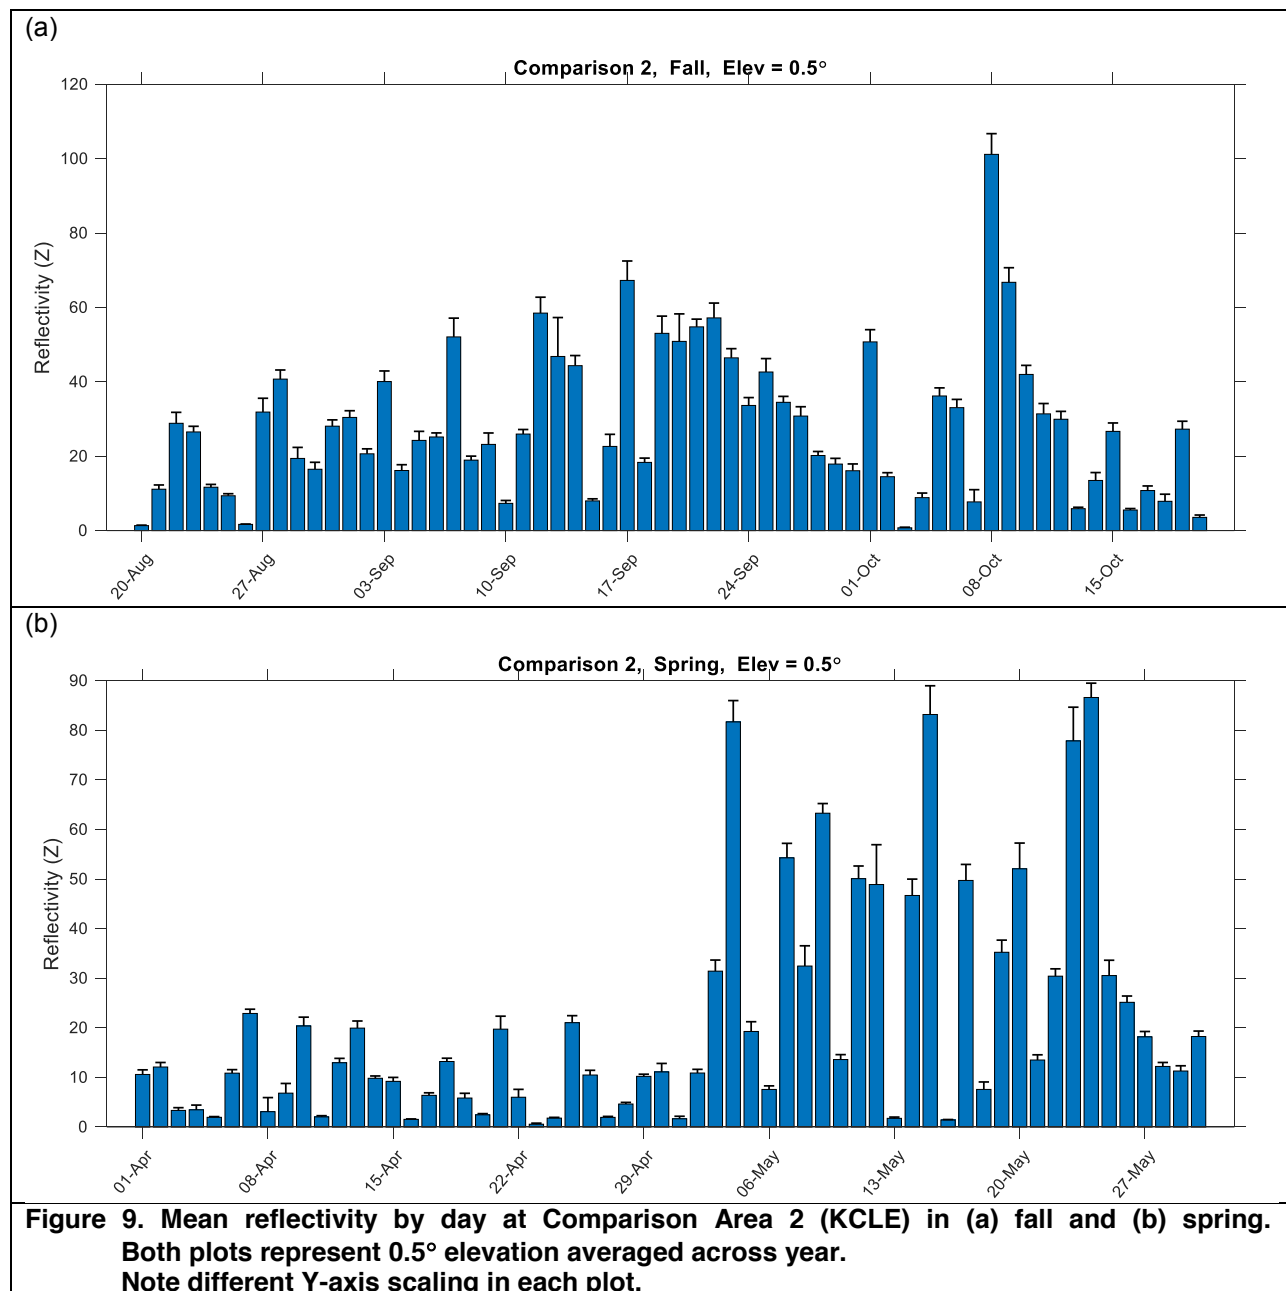 (a)
Comparison 2, Fall, Elev = 0.5°
120
100
80
60
40
20
0
Reflectivity (Z)
20-Aug
27-Aug
03-Sep
10-Sep
17-Sep
24-Sep
01-Oct
08-Oct
15-Oct
(b)
Comparison 2, Spring, Elev = 0.5°
90
80
70
60
50
40
30
20
10
0
Reflectivity (Z)
01-Apr
08-Apr
15-Apr
22-Apr
29-Apr
06-May
13-May
20-May
27-May
Figure 9. Mean reflectivity by day at Comparison Area 2 (KCLE) in (a) fall and (b) spring.
Both plots represent 0.5° elevation averaged across year.
Note different Y-axis scaling in each plot.